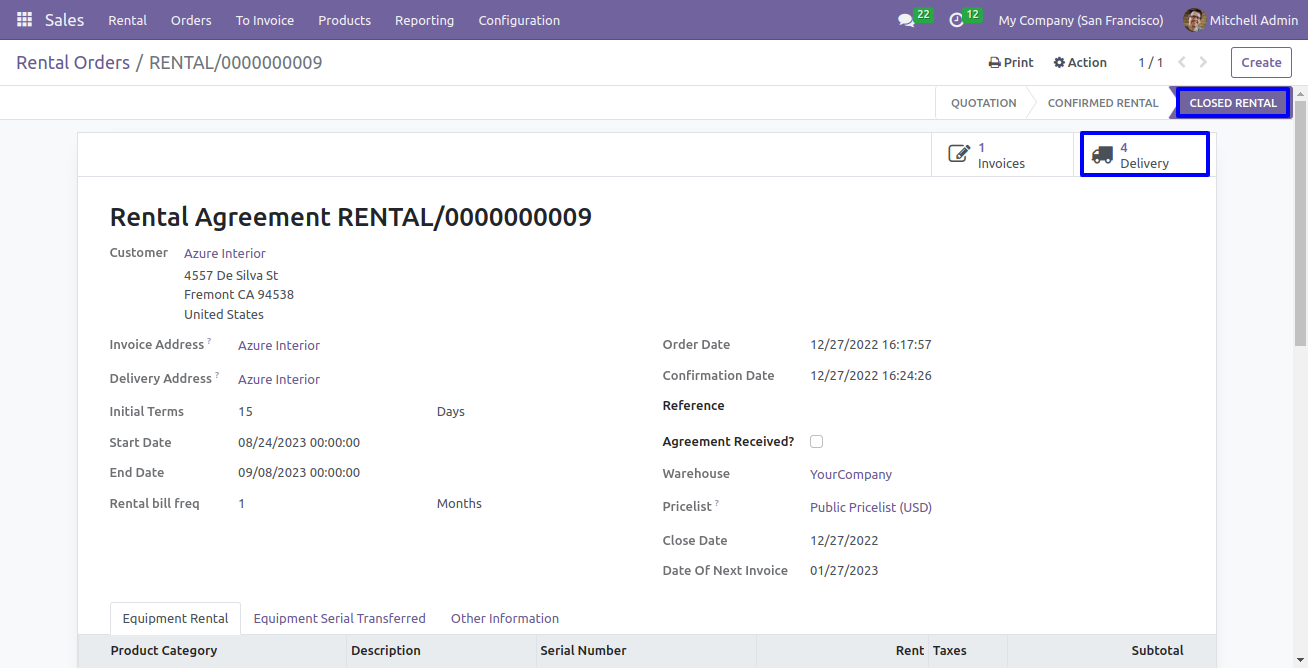 Sales Rental Orders To Invoice Products Reporting Configuration 22 12 My Company (San Francisco) Mitchell Admin
Rental Orders / RENTAL/0000000009 Print Action 1 / 1 Create
QUOTATION CONFIRMED RENTAL CLOSED RENTAL
1 Invoices
4 Delivery
Rental Agreement RENTAL/0000000009
Customer Azure Interior
4557 De Silva St
Fremont CA 94538
United States
Invoice Address ? Azure Interior
Delivery Address ? Azure Interior
Initial Terms 15 Days
Start Date 08/24/2023 00:00:00
End Date 09/08/2023 00:00:00
Rental bill freq 1 Months
Order Date 12/27/2022 16:17:57
Confirmation Date 12/27/2022 16:24:26
Reference
Agreement Received?
Warehouse YourCompany
Pricelist ? Public Pricelist (USD)
Close Date 12/27/2022
Date Of Next Invoice 01/27/2023
Equipment Rental Equipment Serial Transferred Other Information
Product Category Description Serial Number Rent Taxes Subtotal